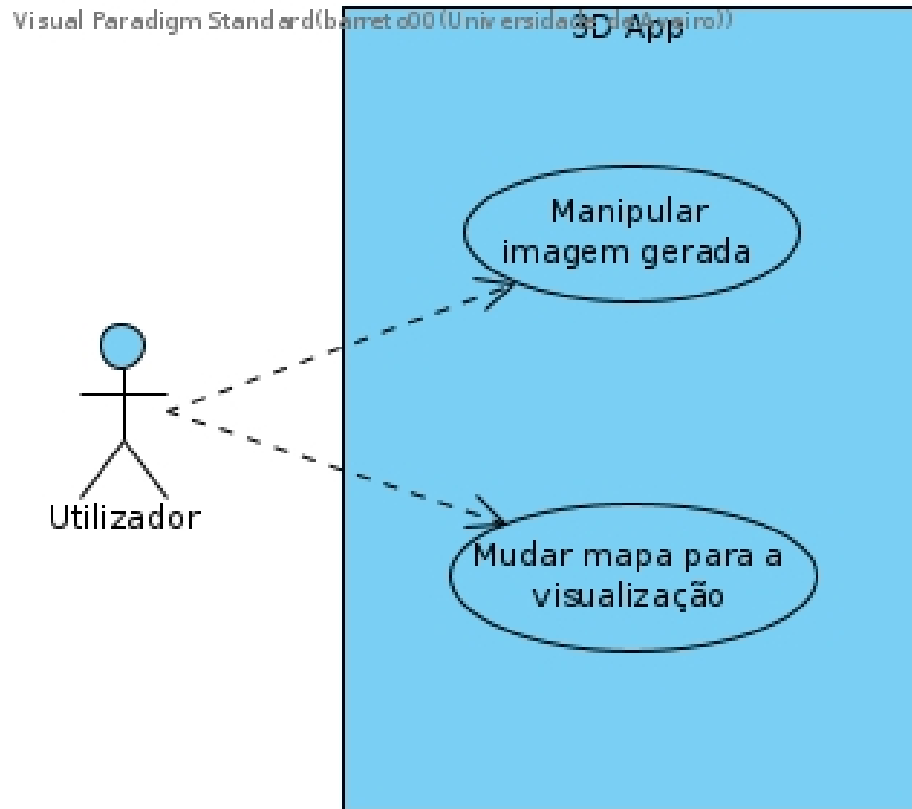 Visual Paradigm Standard(barreto00(Universidade de Aveiro))
3D App
Manipular
imagem gerada
Utilizador
Mudar mapa para a
visualização